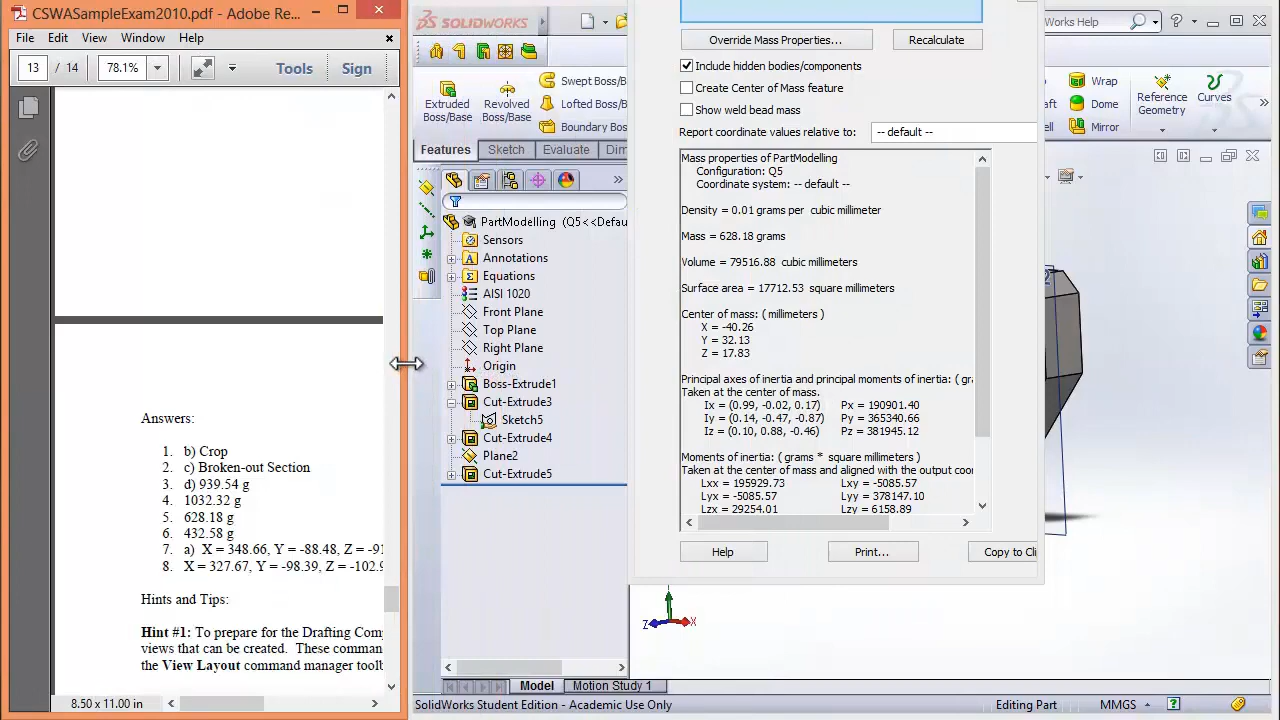 CSWASampleExam2010.pdf - Adobe Re...
File Edit View Window Help
13 / 14 78.1% Tools Sign
Answers:
1. b) Crop
2. c) Broken-out Section
3. d) 939.54 g
4. 1032.32 g
5. 628.18 g
6. 432.58 g
7. a) X = 348.66, Y = -88.48, Z = -91
8. X = 327.67, Y = -98.39, Z = -102.9
Hints and Tips:
Hint #1: To prepare for the Drafting Com
views that can be created. These comman
the View Layout command manager toolb
8.50 x 11.00 in
SOLIDWORKS
Works Help
Extruded
Boss/Base
Revolved
Boss/Base
Swept Boss/B
Lofted Boss/B
Boundary Bos
Wrap
Dome
Mirror
Reference
Geometry
Curves
Features Sketch Evaluate Dim
PartModelling (Q5<<Defau
Sensors
Annotations
Equations
AISI 1020
Front Plane
Top Plane
Right Plane
Origin
Boss-Extrude1
Cut-Extrude3
Sketch5
Cut-Extrude4
Plane2
Cut-Extrude5
Override Mass Properties... Recalculate
Include hidden bodies/components
Create Center of Mass feature
Show weld bead mass
Report coordinate values relative to: -- default --
Mass properties of PartModelling
Configuration: Q5
Coordinate system: -- default --
Density = 0.01 grams per cubic millimeter
Mass = 628.18 grams
Volume = 79516.88 cubic millimeters
Surface area = 17712.53 square millimeters
Center of mass: ( millimeters )
X = -40.26
Y = 32.13
Z = 17.83
Principal axes of inertia and principal moments of inertia: ( gra
Taken at the center of mass.
Ix = (0.99, -0.02, 0.17) Px = 190901.40
Iy = (0.14, -0.47, -0.87) Py = 365340.66
Iz = (0.10, 0.88, -0.46) Pz = 381945.12
Moments of inertia: ( grams * square millimeters )
Taken at the center of mass and aligned with the output coor
Lxx = 195929.73 Lxy = -5085.57
Lyx = -5085.57 Lyy = 378147.10
Lzx = 29254.01 Lzy = 6158.89
Help Print... Copy to Cli
Z X
Model Motion Study 1
SolidWorks Student Edition - Academic Use Only Editing Part MMGS